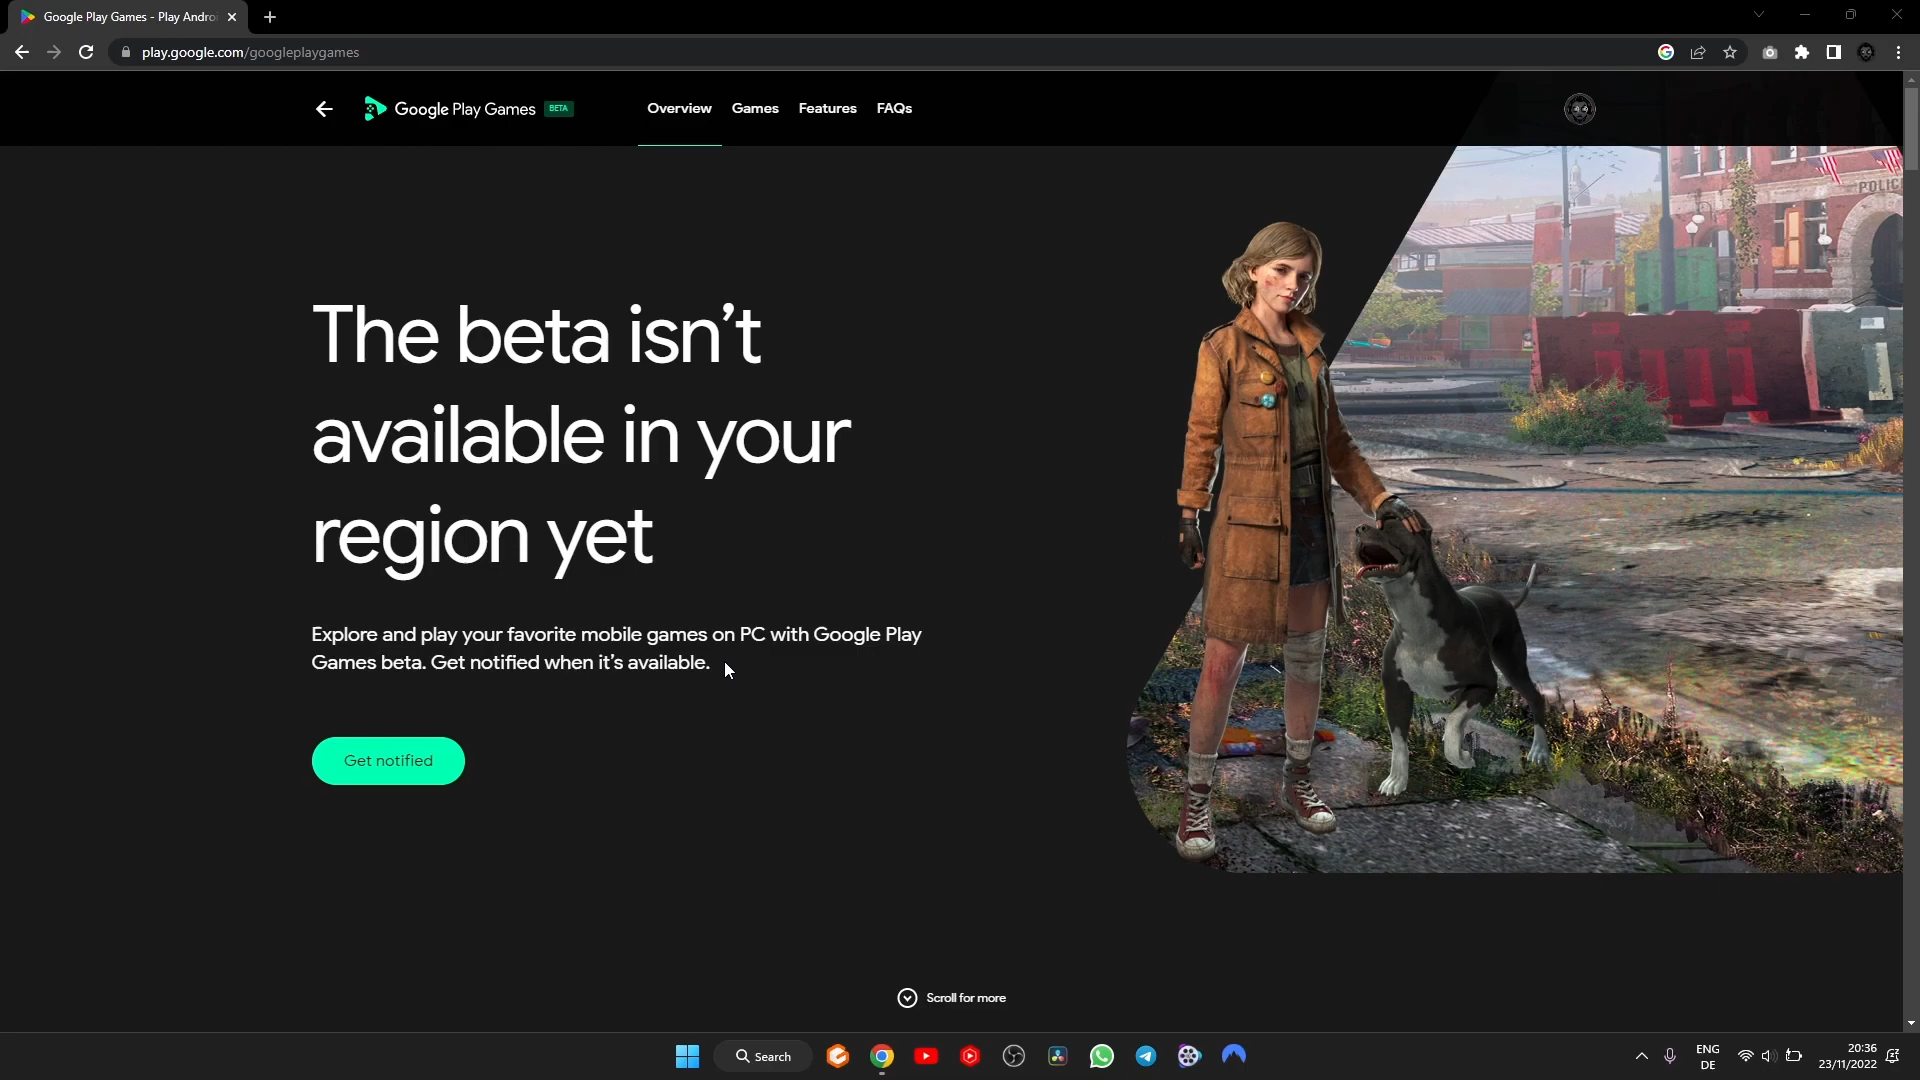 Google Play Games - Play Androi
play.google.com/googleplaygames
Google Play Games BETA
Overview Games Features FAQs
POLIC
The beta isn't
available in your
region yet
Explore and play your favorite mobile games on PC with Google Play
Games beta. Get notified when it's available.
Get notified
Scroll for more
Search
ENG
DE
20:36
23/11/2022